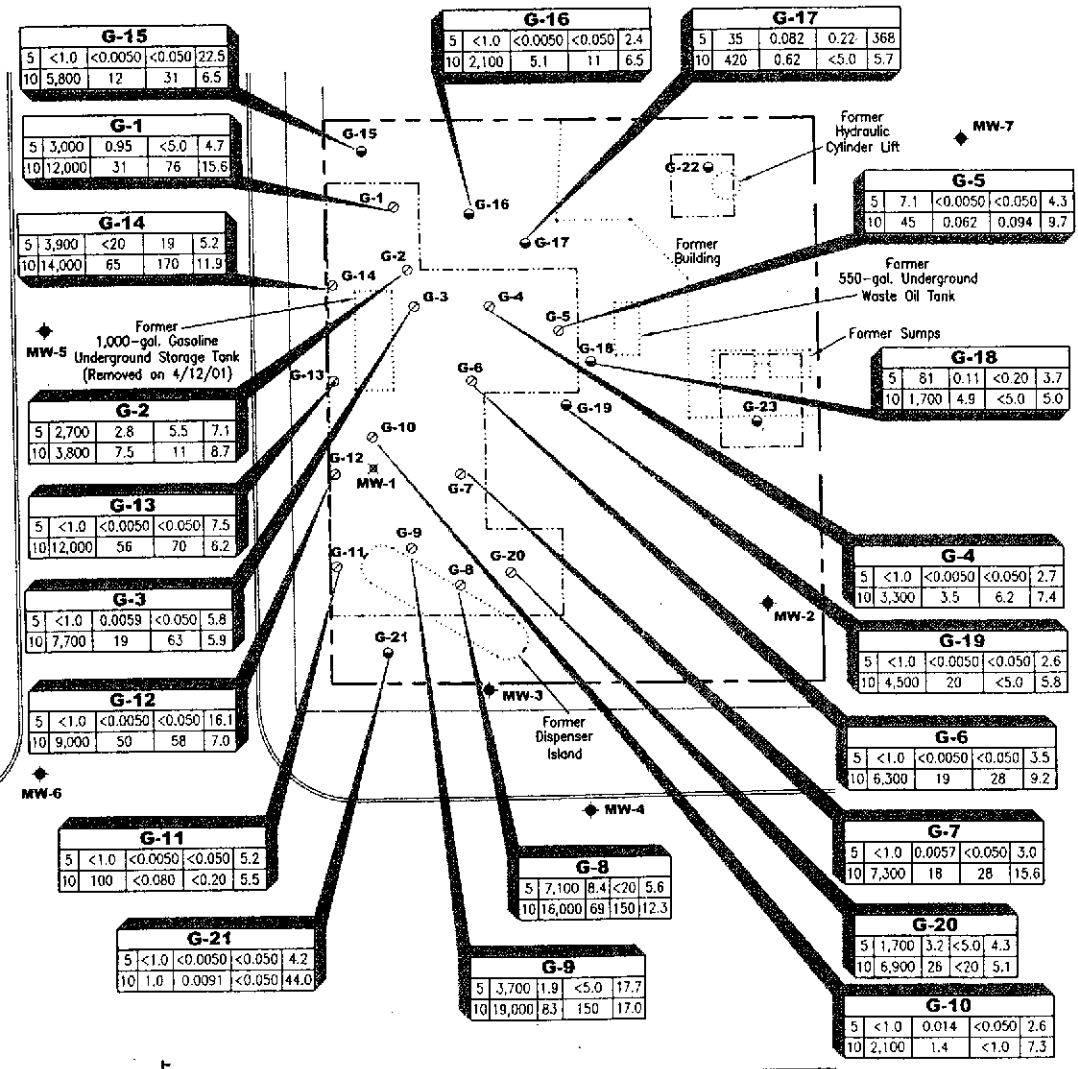 G-15
5 <1.0 <0.0050 <0.050 22.5
10 5,800 12 31 6.5
G-16
5 <1.0 <0.0050 <0.050 2.4
10 2,100 5.1 11 6.5
G-17
5 35 0.082 0.22 368
10 420 0.62 <5.0 5.7
G-1
5 3,000 0.95 <5.0 4.7
10 12,000 31 76 15.6
G-14
5 3,900 <20 19 5.2
10 14,000 65 170 11.9
G-5
5 7.1 <0.0050 <0.050 4.3
10 45 0.062 0.094 9.7
G-15
G-1
G-16
G-17
G-22
Former
Hydraulic
Cylinder Lift
MW-7
G-2
G-14
G-3
G-4
G-5
Former
Building
Former
550-gal. Underground
Waste Oil Tank
MW-5
Former
1,000-gal. Gasoline
Underground Storage Tank
(Removed on 4/12/01)
G-18
Former Sumps
G-13
G-6
G-19
G-23
G-18
5 81 0.11 <0.20 3.7
10 1,700 4.9 <5.0 5.0
G-2
5 2,700 2.8 5.5 7.1
10 3,800 7.5 11 8.7
G-10
G-12
MW-1
G-7
G-13
5 <1.0 <0.0050 <0.050 7.5
10 12,000 56 70 6.2
G-9
G-11
G-8
G-20
G-4
5 <1.0 <0.0050 <0.050 2.7
10 3,300 3.5 6.2 7.4
G-3
5 <1.0 0.0059 <0.050 5.8
10 7,700 19 63 5.9
MW-2
G-21
G-19
5 <1.0 <0.0050 <0.050 2.6
10 4,500 20 <5.0 5.8
G-12
5 <1.0 <0.0050 <0.050 16.1
10 9,000 50 58 7.0
MW-3
Former
Dispenser
Island
G-6
5 <1.0 <0.0050 <0.050 3.5
10 6,300 19 28 9.2
MW-6
MW-4
G-11
5 <1.0 <0.0050 <0.050 5.2
10 100 <0.080 <0.20 5.5
G-8
5 7,100 8.4 <20 5.6
10 16,000 69 150 12.3
G-7
5 <1.0 0.0057 <0.050 3.0
10 7,300 18 28 15.6
G-21
5 <1.0 <0.0050 <0.050 4.2
10 1.0 0.0091 <0.050 44.0
G-9
5 3,700 1.9 <5.0 17.7
10 19,000 83 150 17.0
G-20
5 1,700 3.2 <5.0 4.3
10 6,900 26 <20 5.1
G-10
5 <1.0 0.014 <0.050 2.6
10 2,100 1.4 <1.0 7.3